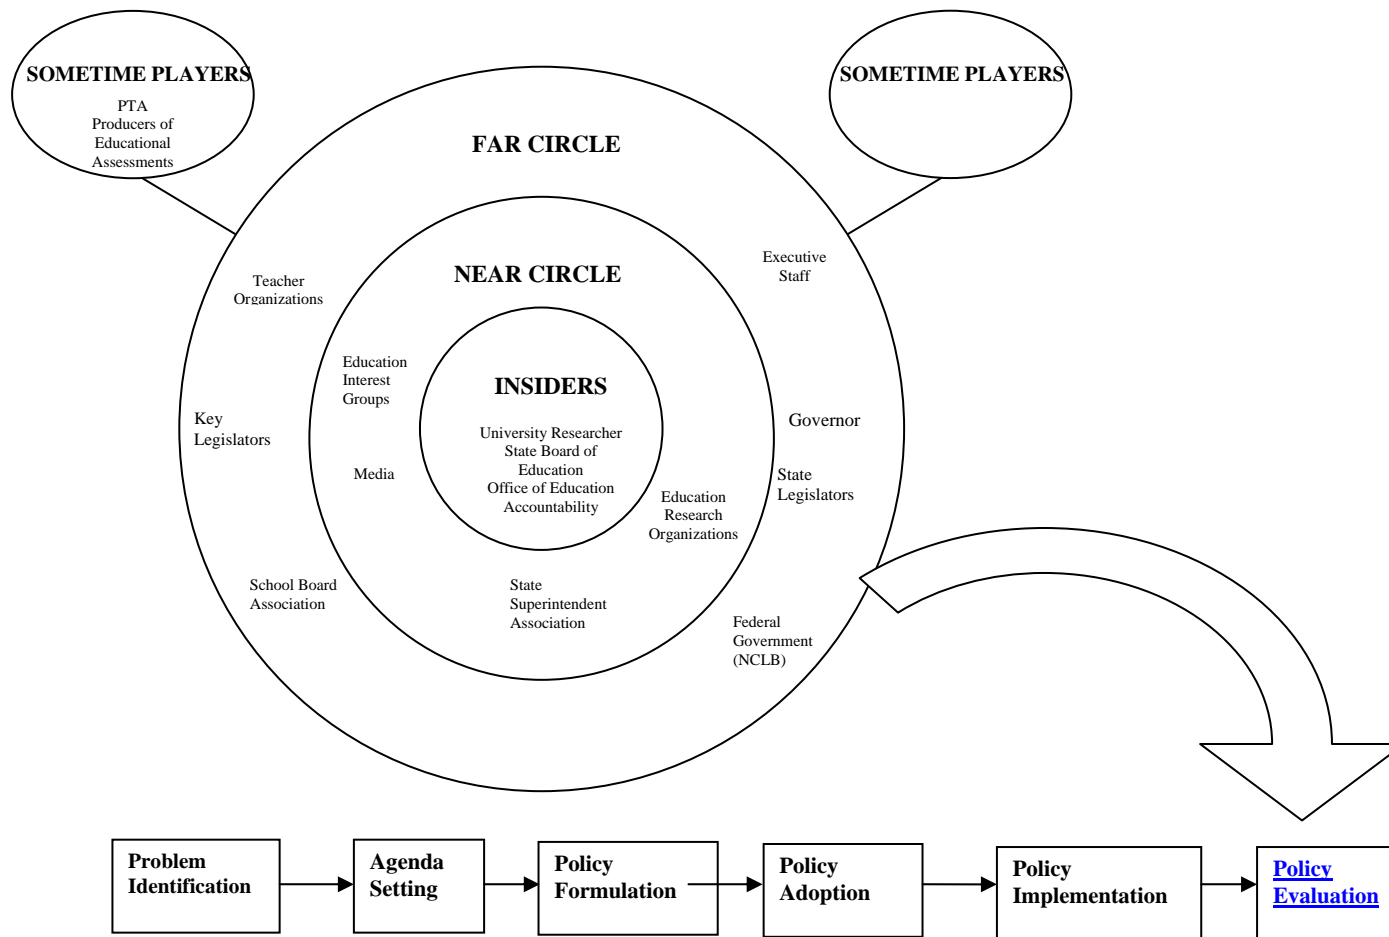 SOMETIME PLAYERS
PTA
Producers of
Educational
Assessments
SOMETIME PLAYERS
FAR CIRCLE
Executive
Staff
Teacher
Organizations
NEAR CIRCLE
Education
Interest
Groups
INSIDERS
University Researcher
State Board of
Education
Office of Education
Accountability
Key
Legislators
Governor
Media
State
Legislators
Education
Research
Organizations
School Board
Association
State
Superintendent
Association
Federal
Government
(NCLB)
Problem
Identification
Agenda
Setting
Policy
Formulation
Policy
Adoption
Policy
Implementation
Policy
Evaluation